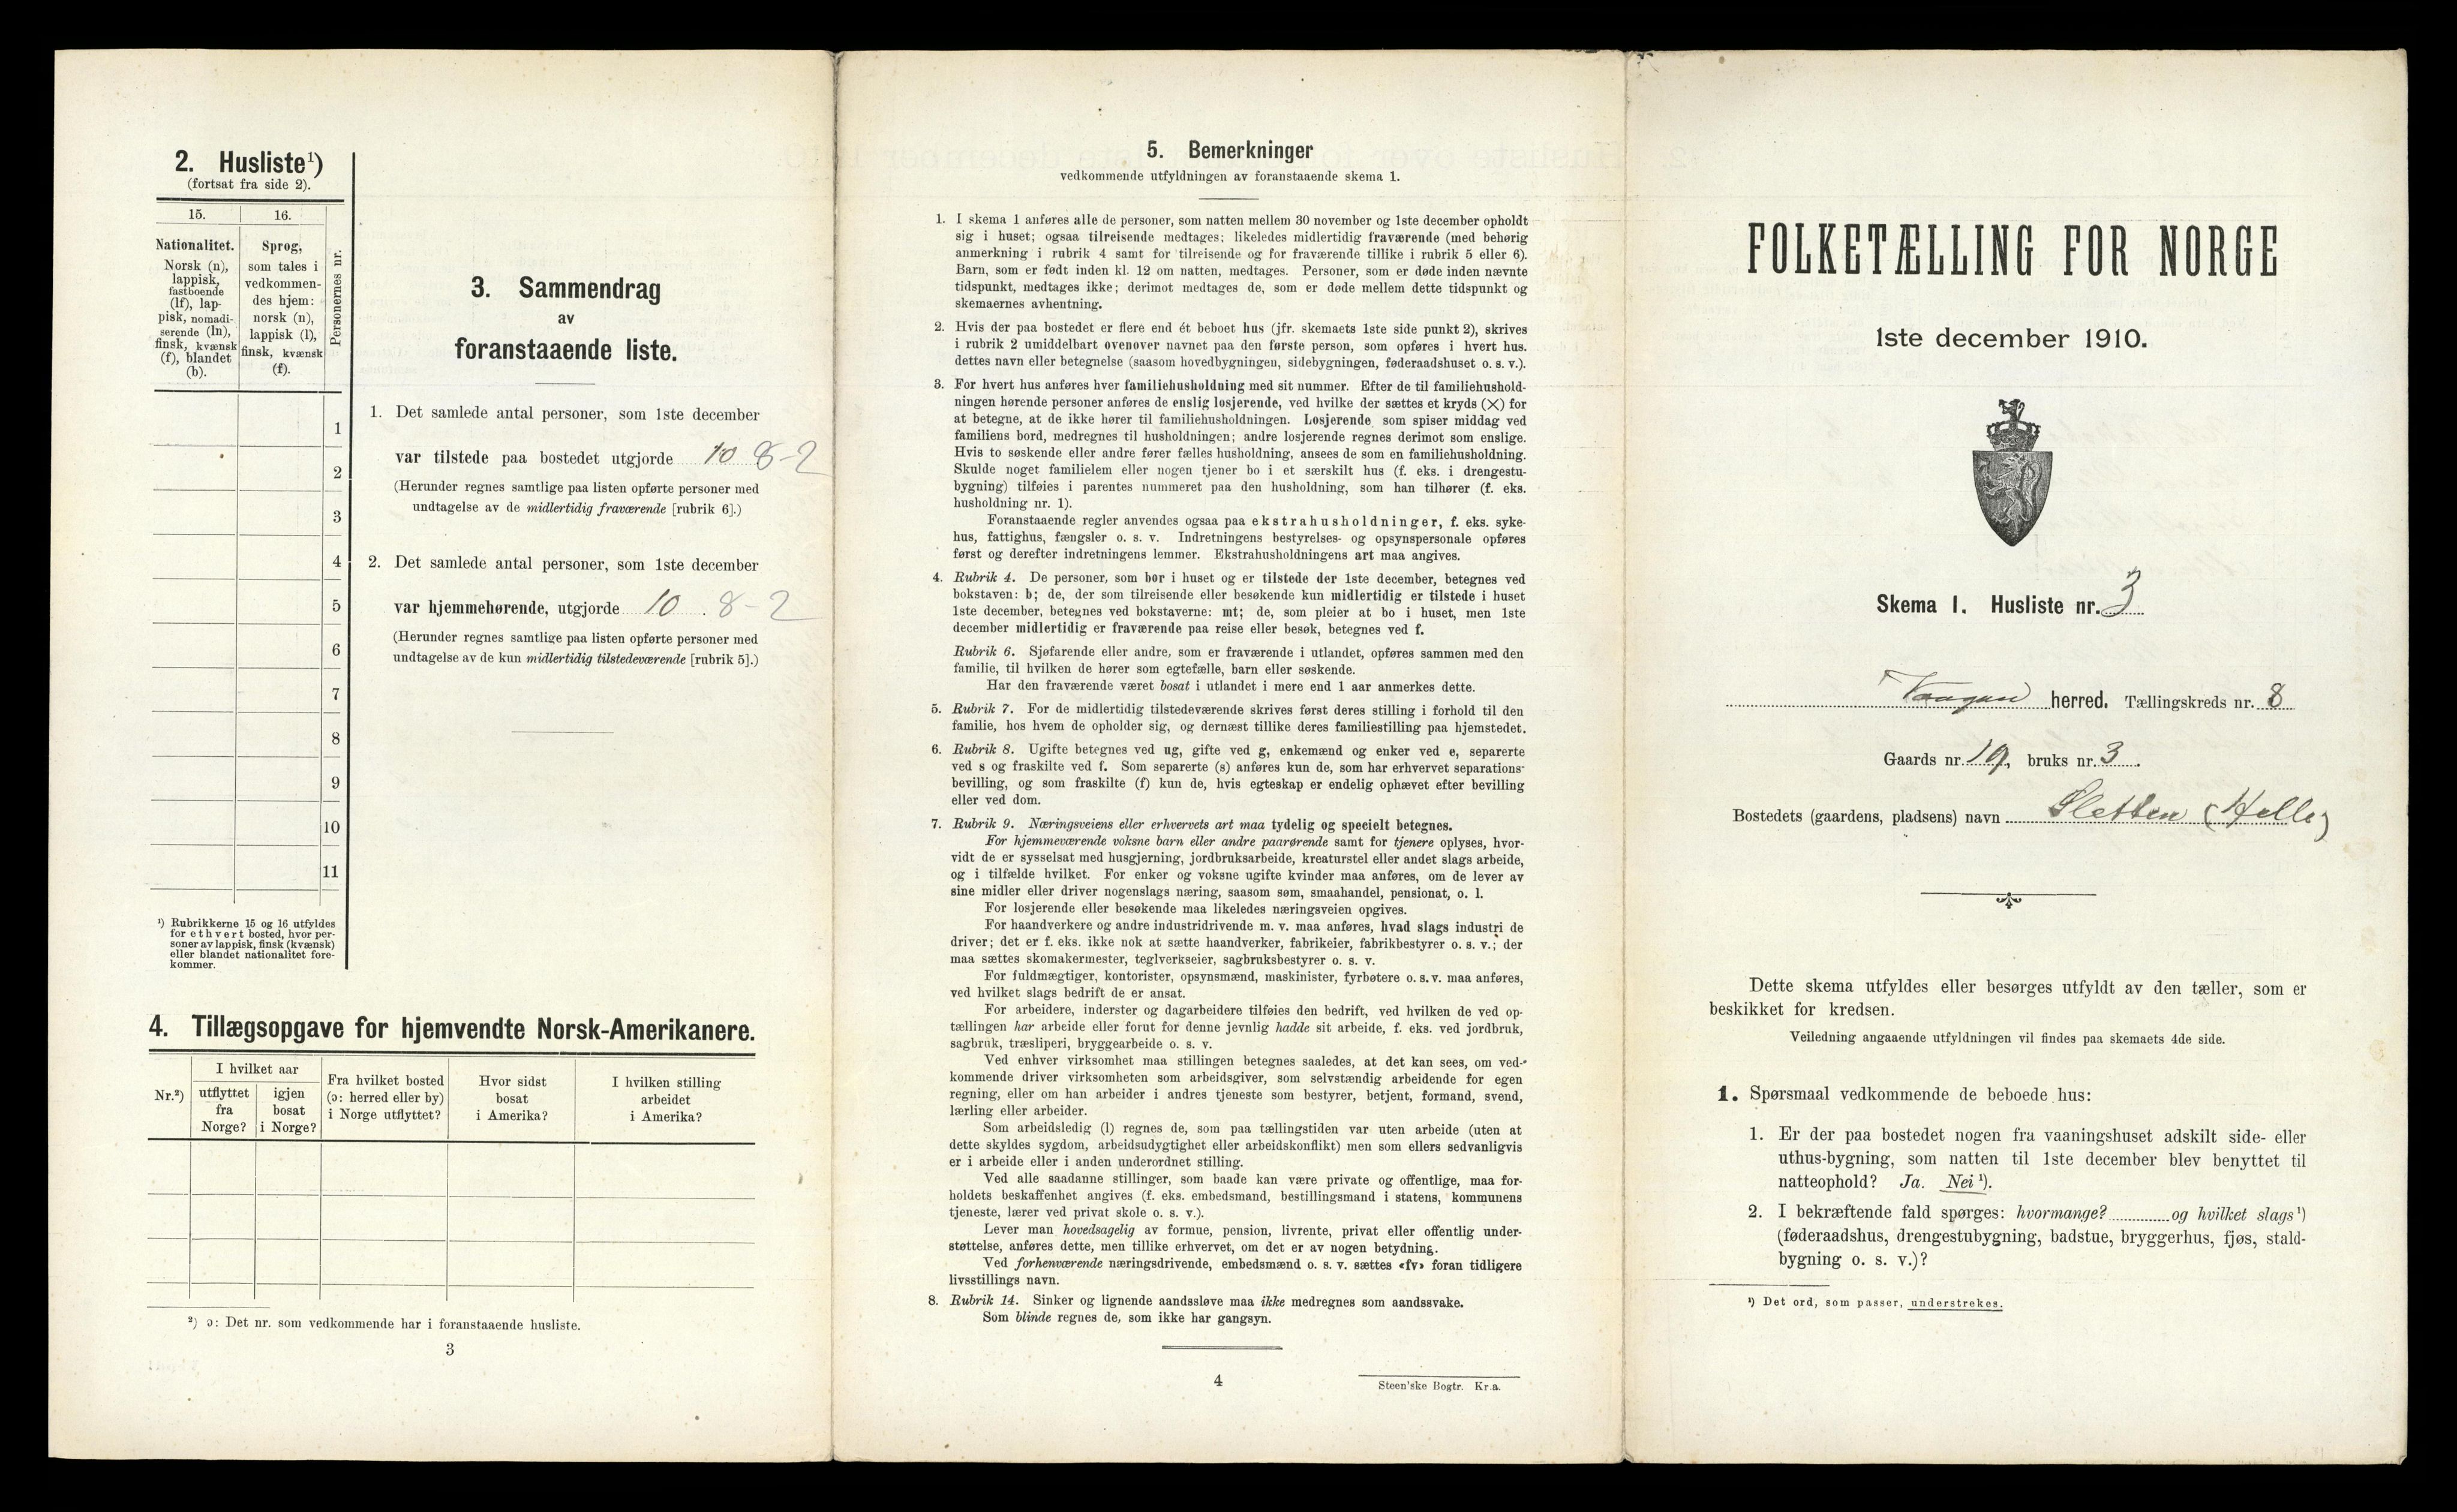 2. Husliste¹)
(fortsat fra side 2).
15.
16.
Personernes nr.
Nationalitet.
Norsk (n),
lappisk,
fastboende
(lf), lap-
pisk, nomadi-
serende (ln),
finsk, kvænsk
(f), blandet
(b).
Sprog,
som tales i
vedkommen-
des hjem:
norsk (n),
lappisk (l),
finsk, kvænsk
(f).
1
2
3
4
5
6
7
8
9
10
11
¹) Rubrikkerne 15 og 16 utfyldes
for ethvert bosted, hvor per-
soner av lappisk, finsk (kvænsk)
eller blandet nationalitet fore-
kommer.
3. Sammendrag
av
foranstaaende liste.
1. Det samlede antal personer, som 1ste december
var tilstede paa bostedet utgjorde 10 8-2
(Herunder regnes samtlige paa listen opførte personer med
undtagelse av de midlertidig fraværende [rubrik 6].)
2. Det samlede antal personer, som 1ste december
var hjemmehørende, utgjorde 10 8-2
(Herunder regnes samtlige paa listen opførte personer med
undtagelse av de kun midlertidig tilstedeværende [rubrik 5].)
4. Tillægsopgave for hjemvendte Norsk-Amerikanere.
Nr.²)
I hvilket aar
utflyttet
fra
Norge?
igjen
bosat
i Norge?
Fra hvilket bosted
(ɔ: herred eller by)
i Norge utflyttet?
Hvor sidst
bosat
i Amerika?
I hvilken stilling
arbeidet
i Amerika?
²) ɔ: Det nr. som vedkommende har i foranstaaende husliste.
3
5. Bemerkninger
vedkommende utfyldningen av foranstaaende skema 1.
1. I skema 1 anføres alle de personer, som natten mellem 30 november og 1ste december opholdt
sig i huset; ogsaa tilreisende medtages; likeledes midlertidig fraværende (med behørig
anmerkning i rubrik 4 samt for tilreisende og for fraværende tillike i rubrik 5 eller 6).
Barn, som er født inden kl. 12 om natten, medtages. Personer, som er døde inden nævnte
tidspunkt, medtages ikke; derimot medtages de, som er døde mellem dette tidspunkt og
skemaernes avhentning.
2. Hvis der paa bostedet er flere end ét beboet hus (jfr. skemaets 1ste side punkt 2), skrives
i rubrik 2 umiddelbart ovenover navnet paa den første person, som opføres i hvert hus.
dettes navn eller betegnelse (saasom hovedbygningen, sidebygningen, føderaadshuset o. s. v.).
3. For hvert hus anføres hver familiehusholdning med sit nummer. Efter de til familiehushold-
ningen hørende personer anføres de enslig losjerende, ved hvilke der sættes et kryds (×) for
at betegne, at de ikke hører til familiehusholdningen. Losjerende som spiser middag ved
familiens bord, medregnes til husholdningen; andre losjerende regnes derimot som enslige.
Hvis to søskende eller andre fører fælles husholdning, ansees de som en familiehusholdning.
Skulde noget familielem eller nogen tjener bo i et særskilt hus (f. eks. i drengestu-
bygning) tilføies i parentes nummeret paa den husholdning, som han tilhører (f. eks.
husholdning nr. 1).
Foranstaaende regler anvendes ogsaa paa ekstrahusholdninger, f. eks. syke-
hus, fattighus, fængsler o. s. v. Indretningens bestyrelses- og opsynspersonale opføres
først og derefter indretningens lemmer. Ekstrahusholdningens art maa angives.
4. Rubrik 4. De personer, som bor i huset og er tilstede der 1ste december, betegnes ved
bokstaven: b; de, der som tilreisende eller besøkende kun midlertidig er tilstede i huset
1ste december, betegnes ved bokstaverne: mt; de, som pleier at bo i huset, men 1ste
december midlertidig er fraværende paa reise eller besøk, betegnes ved f.
Rubrik 6. Sjøfarende eller andre, som er fraværende i utlandet, opføres sammen med den
familie, til hvilken de hører som egtefælle, barn eller søskende.
Har den fraværende været bosat i utlandet i mere end 1 aar anmerkes dette.
5. Rubrik 7. For de midlertidig tilstedeværende skrives først deres stilling i forhold til den
familie, hos hvem de opholder sig, og dernæst tillike deres familiestilling paa hjemstedet.
6. Rubrik 8. Ugifte betegnes ved ug, gifte ved g, enkemænd og enker ved e, separerte
ved s og fraskilte ved f. Som separerte (s) anføres kun de, som har erhvervet separations-
bevilling, og som fraskilte (f) kun de, hvis egteskap er endelig ophævet efter bevilling
eller ved dom.
7. Rubrik 9. Næringsveiens eller erhvervets art maa tydelig og specielt betegnes.
For hjemmeværende voksne barn eller andre paarørende samt for tjenere oplyses, hvor-
vidt de er sysselsat med husgjerning, jordbruksarbeide, kreaturstel eller andet slags arbeide,
og i tilfælde hvilket. For enker og voksne ugifte kvinder maa anføres, om de lever av
sine midler eller driver nogenslags næring, saasom søm, smaahandel, pensionat, o. l.
For losjerende eller besøkende maa likeledes næringsveien opgives.
For haandverkere og andre industridrivende m. v. maa anføres, hvad slags industri de
driver; det er f. eks. ikke nok at sætte haandverker, fabrikeier, fabrikbestyrer o. s. v.; der
maa sættes skomakermester, teglverkseier, sagbruksbestyrer o. s. v.
For fuldmægtiger, kontorister, opsynsmænd, maskinister, fyrbøtere o. s. v. maa anføres,
ved hvilket slags bedrift de er ansat.
For arbeidere, inderster og dagarbeidere tilføies den bedrift, ved hvilken de ved op-
tællingen har arbeide eller forut for denne jevnlig hadde sit arbeide, f. eks. ved jordbruk,
sagbruk, træsliperi, bryggearbeide o. s. v.
Ved enhver virksomhet maa stillingen betegnes saaledes, at det kan sees, om ved-
kommende driver virksomheten som arbeidsgiver, som selvstændig arbeidende for egen
regning, eller om han arbeider i andres tjeneste som bestyrer, betjent, formand, svend,
lærling eller arbeider.
Som arbeidsledig (l) regnes de, som paa tællingstiden var uten arbeide (uten at
dette skyldes sygdom, arbeidsudygtighet eller arbeidskonflikt) men som ellers sedvanligvis
er i arbeide eller i anden underordnet stilling.
Ved alle saadanne stillinger, som baade kan være private og offentlige, maa for-
holdets beskaffenhet angives (f. eks. embedsmand, bestillingsmand i statens, kommunens
tjeneste, lærer ved privat skole o. s. v.).
Lever man hovedsagelig av formue, pension, livrente, privat eller offentlig under-
støttelse, anføres dette, men tillike erhvervet, om det er av nogen betydning.
Ved forhenværende næringsdrivende, embedsmænd o. s. v. sættes «fv» foran tidligere
livsstillings navn.
8. Rubrik 14. Sinker og lignende aandssløve maa ikke medregnes som aandssvake.
Som blinde regnes de, som ikke har gangsyn.
4
Steen'ske Bogtr. Kr.a.
FOLKETÆLLING FOR NORGE
1ste december 1910.
Skema 1. Husliste nr. 3
Vaagan herred. Tællingskreds nr. 8
Gaards nr. 19, bruks nr. 3.
Bostedets (gaardens, pladsens) navn Sletten (Helle)
Dette skema utfyldes eller besørges utfyldt av den tæller, som er
beskikket for kredsen.
Veiledning angaaende utfyldningen vil findes paa skemaets 4de side.
1. Spørsmaal vedkommende de beboede hus:
1. Er der paa bostedet nogen fra vaaningshuset adskilt side- eller
uthus-bygning, som natten til 1ste december blev benyttet til
natteophold? Ja. Nei ¹).
2. I bekræftende fald spørges: hvormange? og hvilket slags ¹)
(føderaadshus, drengestubygning, badstue, bryggerhus, fjøs, stald-
bygning o. s. v.)?
¹) Det ord, som passer, understrekes.